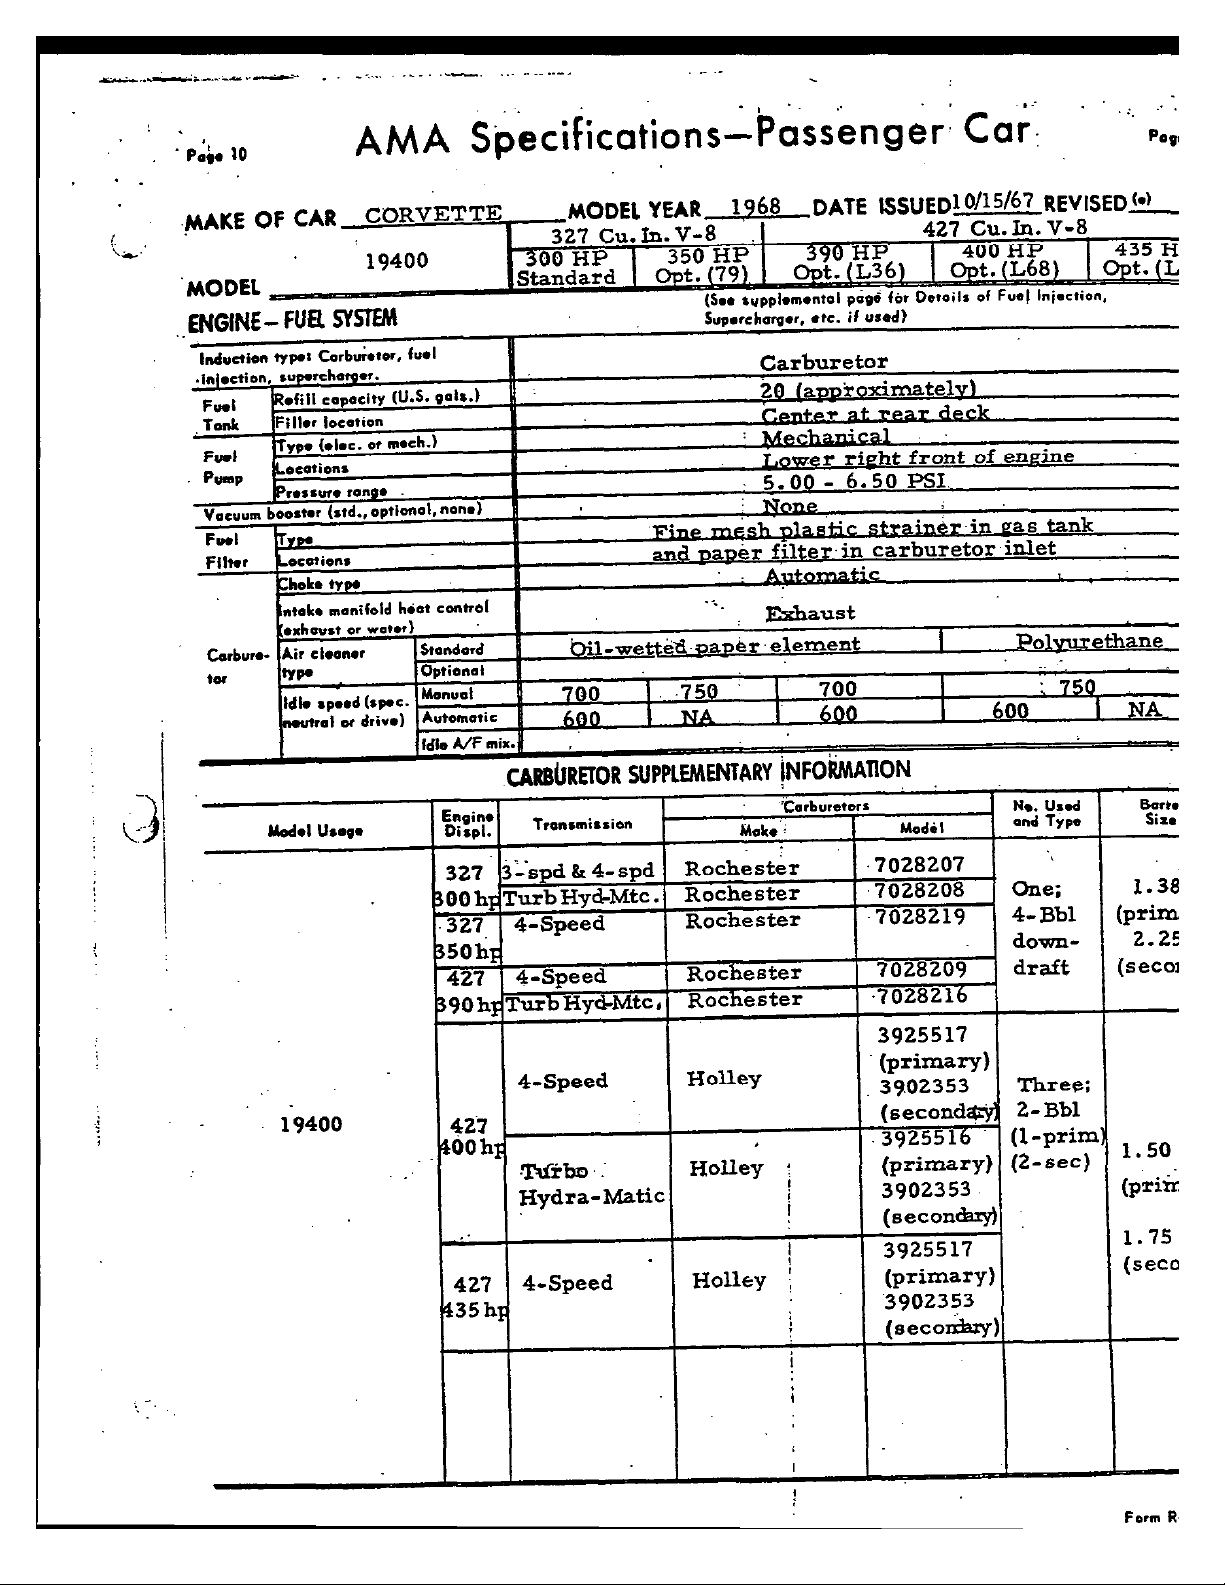 Page 10
AMA Specifications—Passenger Car
Pag
MAKE OF CAR CORVETTE MODEL YEAR 1968 DATE ISSUED 10/15/67 REVISED (•)
327 Cu. In. V-8 427 Cu. In. V-8
MODEL 19400
300 HP Standard 350 HP Opt. (79) 390 HP Opt. (L36) 400 HP Opt. (L68) 435 H Opt. (L
ENGINE – FUEL SYSTEM
(See supplemental page for Details of Fuel Injection,
Supercharger, etc. if used)
Induction type: Carburetor, fuel
injection, supercharger. Carburetor
Fuel Tank Refill capacity (U.S. gals.) 20 (approximately)
Filler location Center at rear deck
Fuel Pump Type (elec. or mech.) Mechanical
Locations Lower right front of engine
Pressure range 5.00 - 6.50 PSI
Vacuum booster (std., optional, none) None
Fuel Filter Type Fine mesh plastic strainer in gas tank
Locations and paper filter in carburetor inlet
Carbure-tor Choke type Automatic
Intake manifold heat control
(exhaust or water) Exhaust
Air cleaner type Standard Oil-wetted paper element Polyurethane
Optional
Idle speed (spec. neutral or drive) Manual 700 750 700 750
Automatic 600 NA 600 600 NA
Idle A/F mix.
CARBURETOR SUPPLEMENTARY INFORMATION
Model Usage Engine Displ. Transmission Carburetors Make Model No. Used and Type Barre Size
327 300 hp 3-spd & 4-spd Rochester 7028207
Turb Hyd-Mtc. Rochester 7028208
327 350 hp 4-Speed Rochester 7028219
427 390 hp 4-Speed Rochester 7028209
Turb Hyd-Mtc. Rochester 7028216
One;
4-Bbl
down-
draft
1.38
(prim
2.25
(secon
19400
427 400 hp 4-Speed Holley 3925517
(primary)
3902353
(secondary)
Turbo
Hydra-Matic Holley 3925516
(primary)
3902353
(secondary)
427 435 hp 4-Speed Holley 3925517
(primary)
3902353
(secondary)
Three;
2-Bbl
(1-prim)
(2-sec)
1.50
(prim
1.75
(seco
Form R